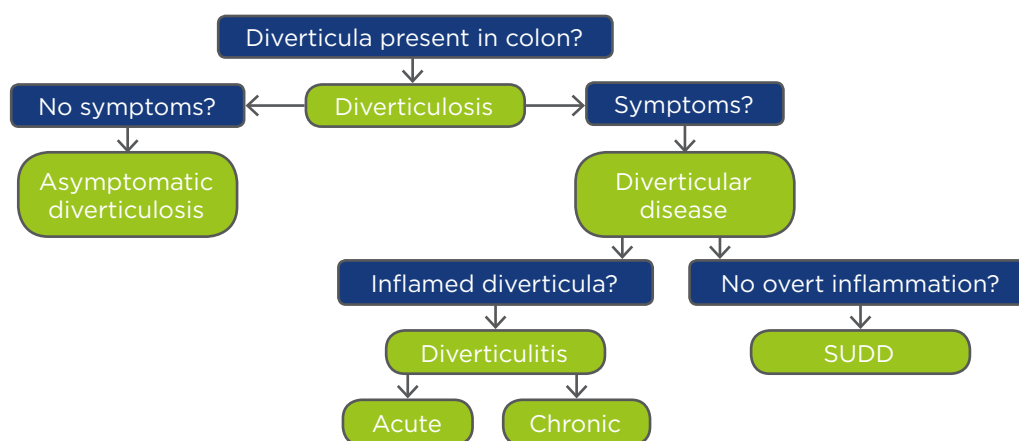 Diverticula present in colon?
No symptoms?
Diverticulosis
Symptoms?
Asymptomatic
diverticulosis
Diverticular
disease
Inflamed diverticula?
No overt inflammation?
Diverticulitis
SUDD
Acute
Chronic